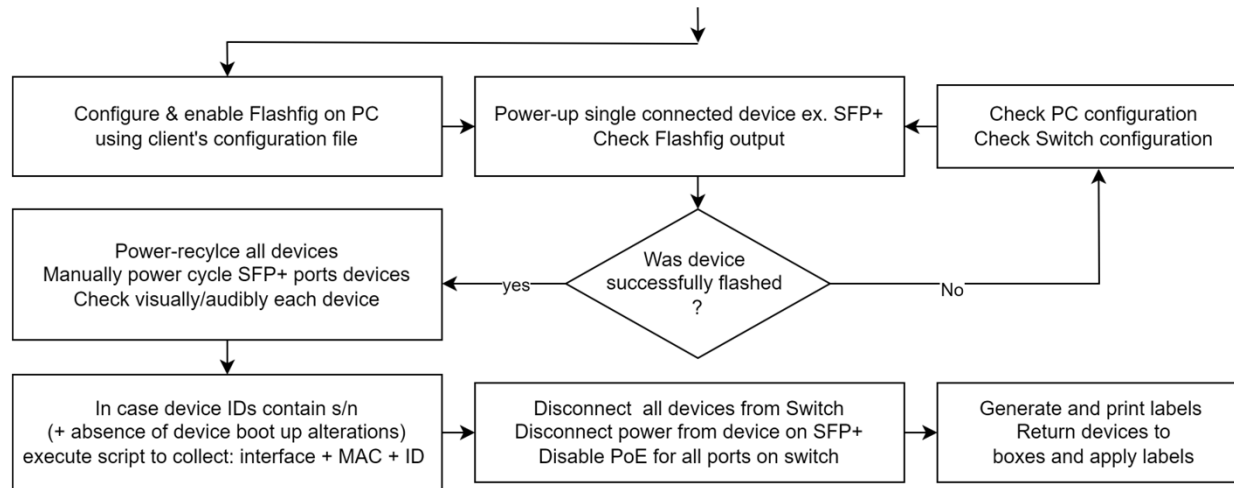 Configure & enable Flashfig on PC
using client's configuration file
Power-up single connected device ex. SFP+
Check Flashfig output
Check PC configuration
Check Switch configuration
Was device
successfully flashed
?
yes
No
Power-recylce all devices
Manually power cycle SFP+ ports devices
Check visually/audibly each device
In case device IDs contain s/n
(+ absence of device boot up alterations)
execute script to collect: interface + MAC + ID
Disconnect all devices from Switch
Disconnect power from device on SFP+
Disable PoE for all ports on switch
Generate and print labels
Return devices to
boxes and apply labels